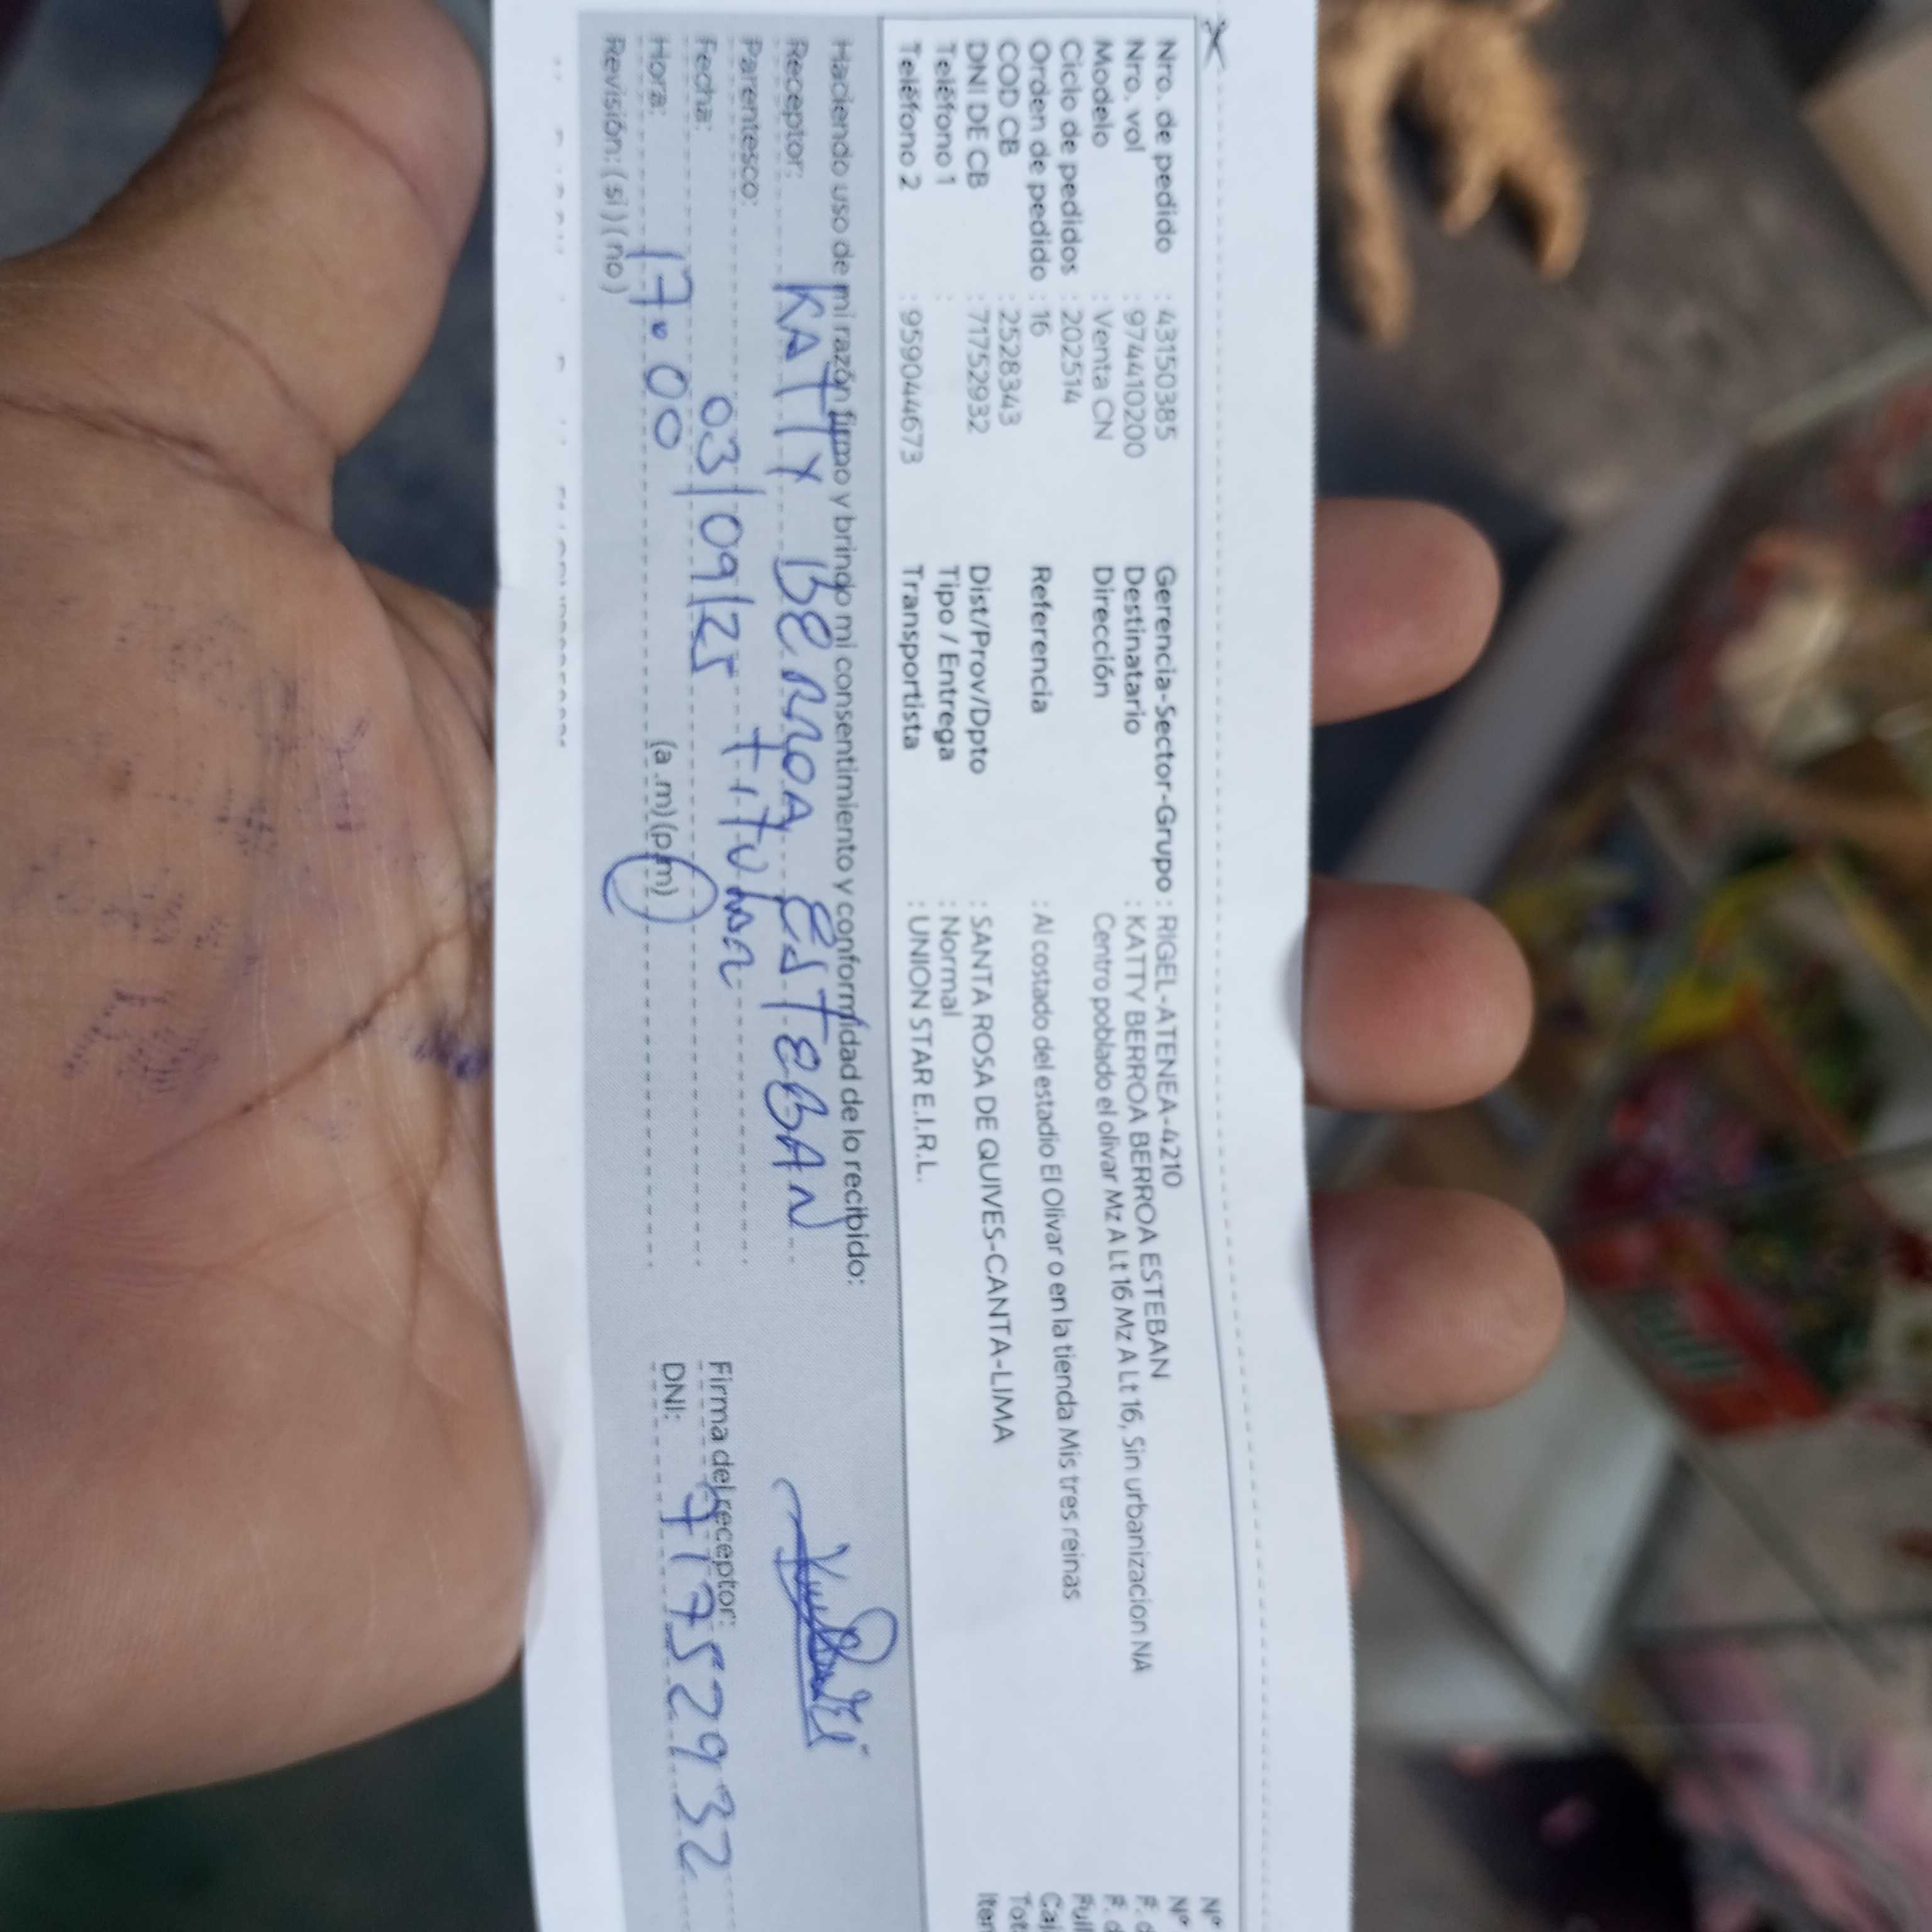 Nro. de pedido : 43150385 Gerencia-Sector-Grupo : RIGEL-ATENEA-4210 Nº
Nro. vol : 974410200 Destinatario : KATTY BERROA BERROA ESTEBAN Nº
Modelo : Venta CN Dirección Centro poblado el olivar Mz A Lt 16 Mz A Lt 16, Sin urbanizacion NA
Ciclo de pedidos : 202514
Orden de pedido : 16 Referencia : Al costado del estadio El Olivar o en la tienda Mis tres reinas
COD CB : 2528343
DNI DE CB : 71752932 Dist/Prov/Dpto : SANTA ROSA DE QUIVES-CANTA-LIMA
Teléfono 1 : Tipo / Entrega : Normal
Teléfono 2 : 959044673 Transportista : UNION STAR E.I.R.L.
Haciendo uso de mi razón firmo y brindo mi consentimiento y conformidad de lo recibido:
Receptor: KATTY BERROA ESTEBAN
Parentesco: titular
Fecha: 03/09/25 Firma del receptor:
Hora: 17:00 (a .m) (p.m) DNI: 71752932
Revisión: ( si ) ( no )